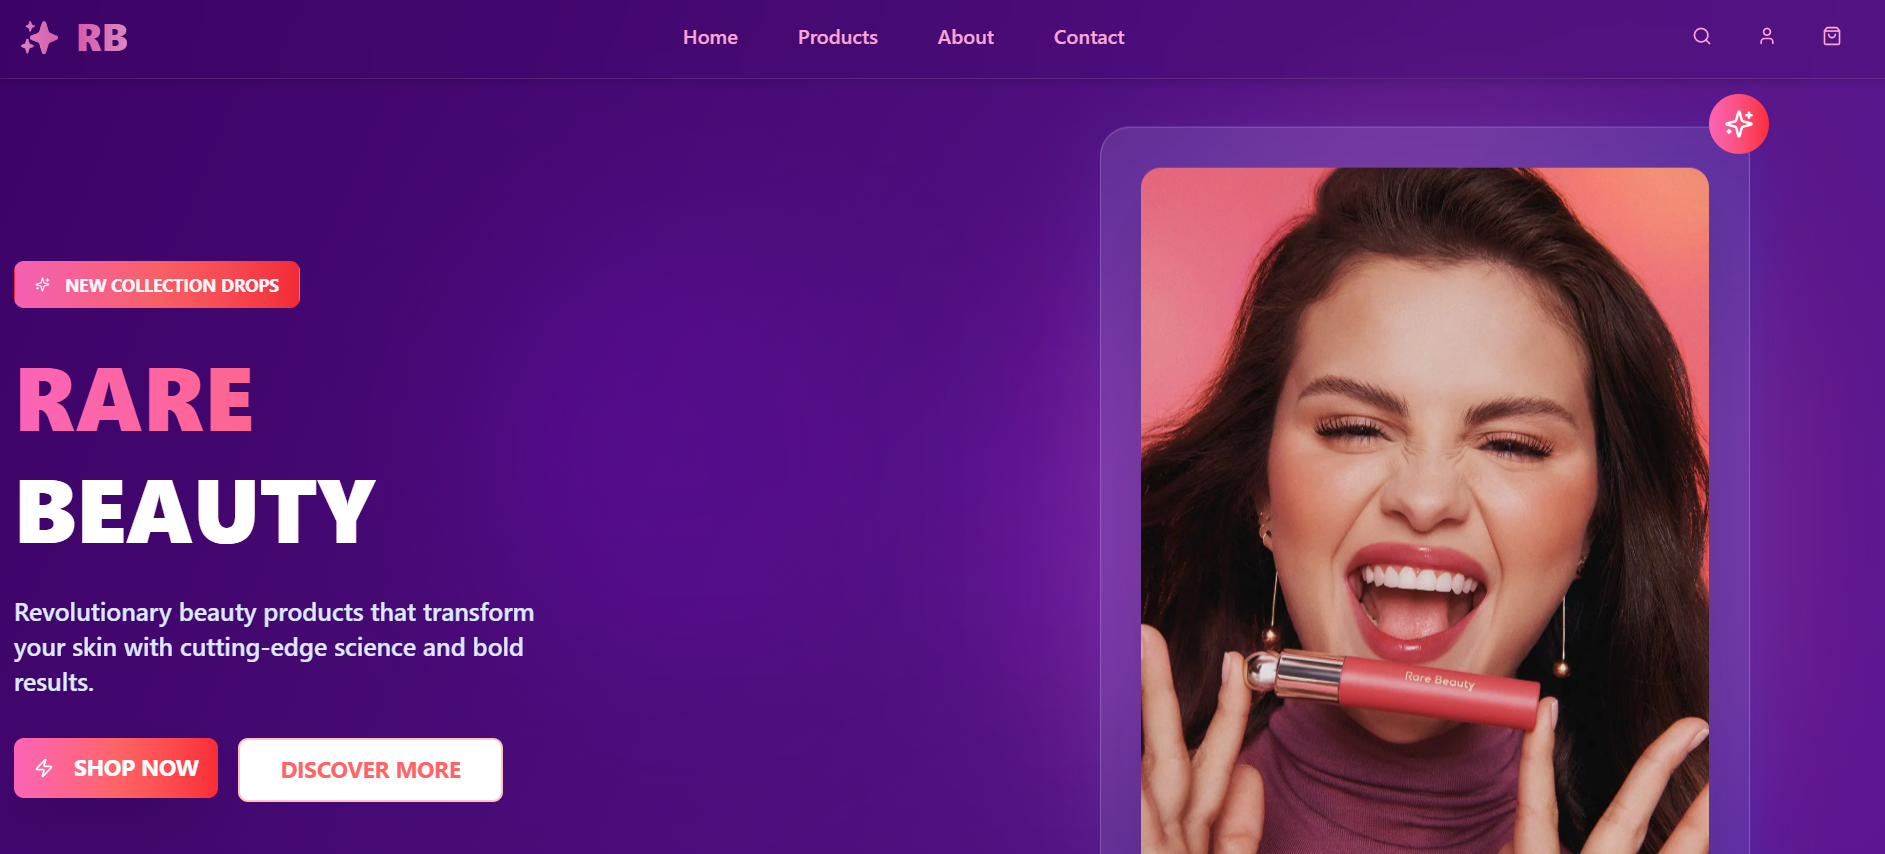 RB
Home
Products
About
Contact
NEW COLLECTION DROPS
RARE
BEAUTY
Revolutionary beauty products that transform
your skin with cutting-edge science and bold
results.
SHOP NOW
DISCOVER MORE
Rare Beauty